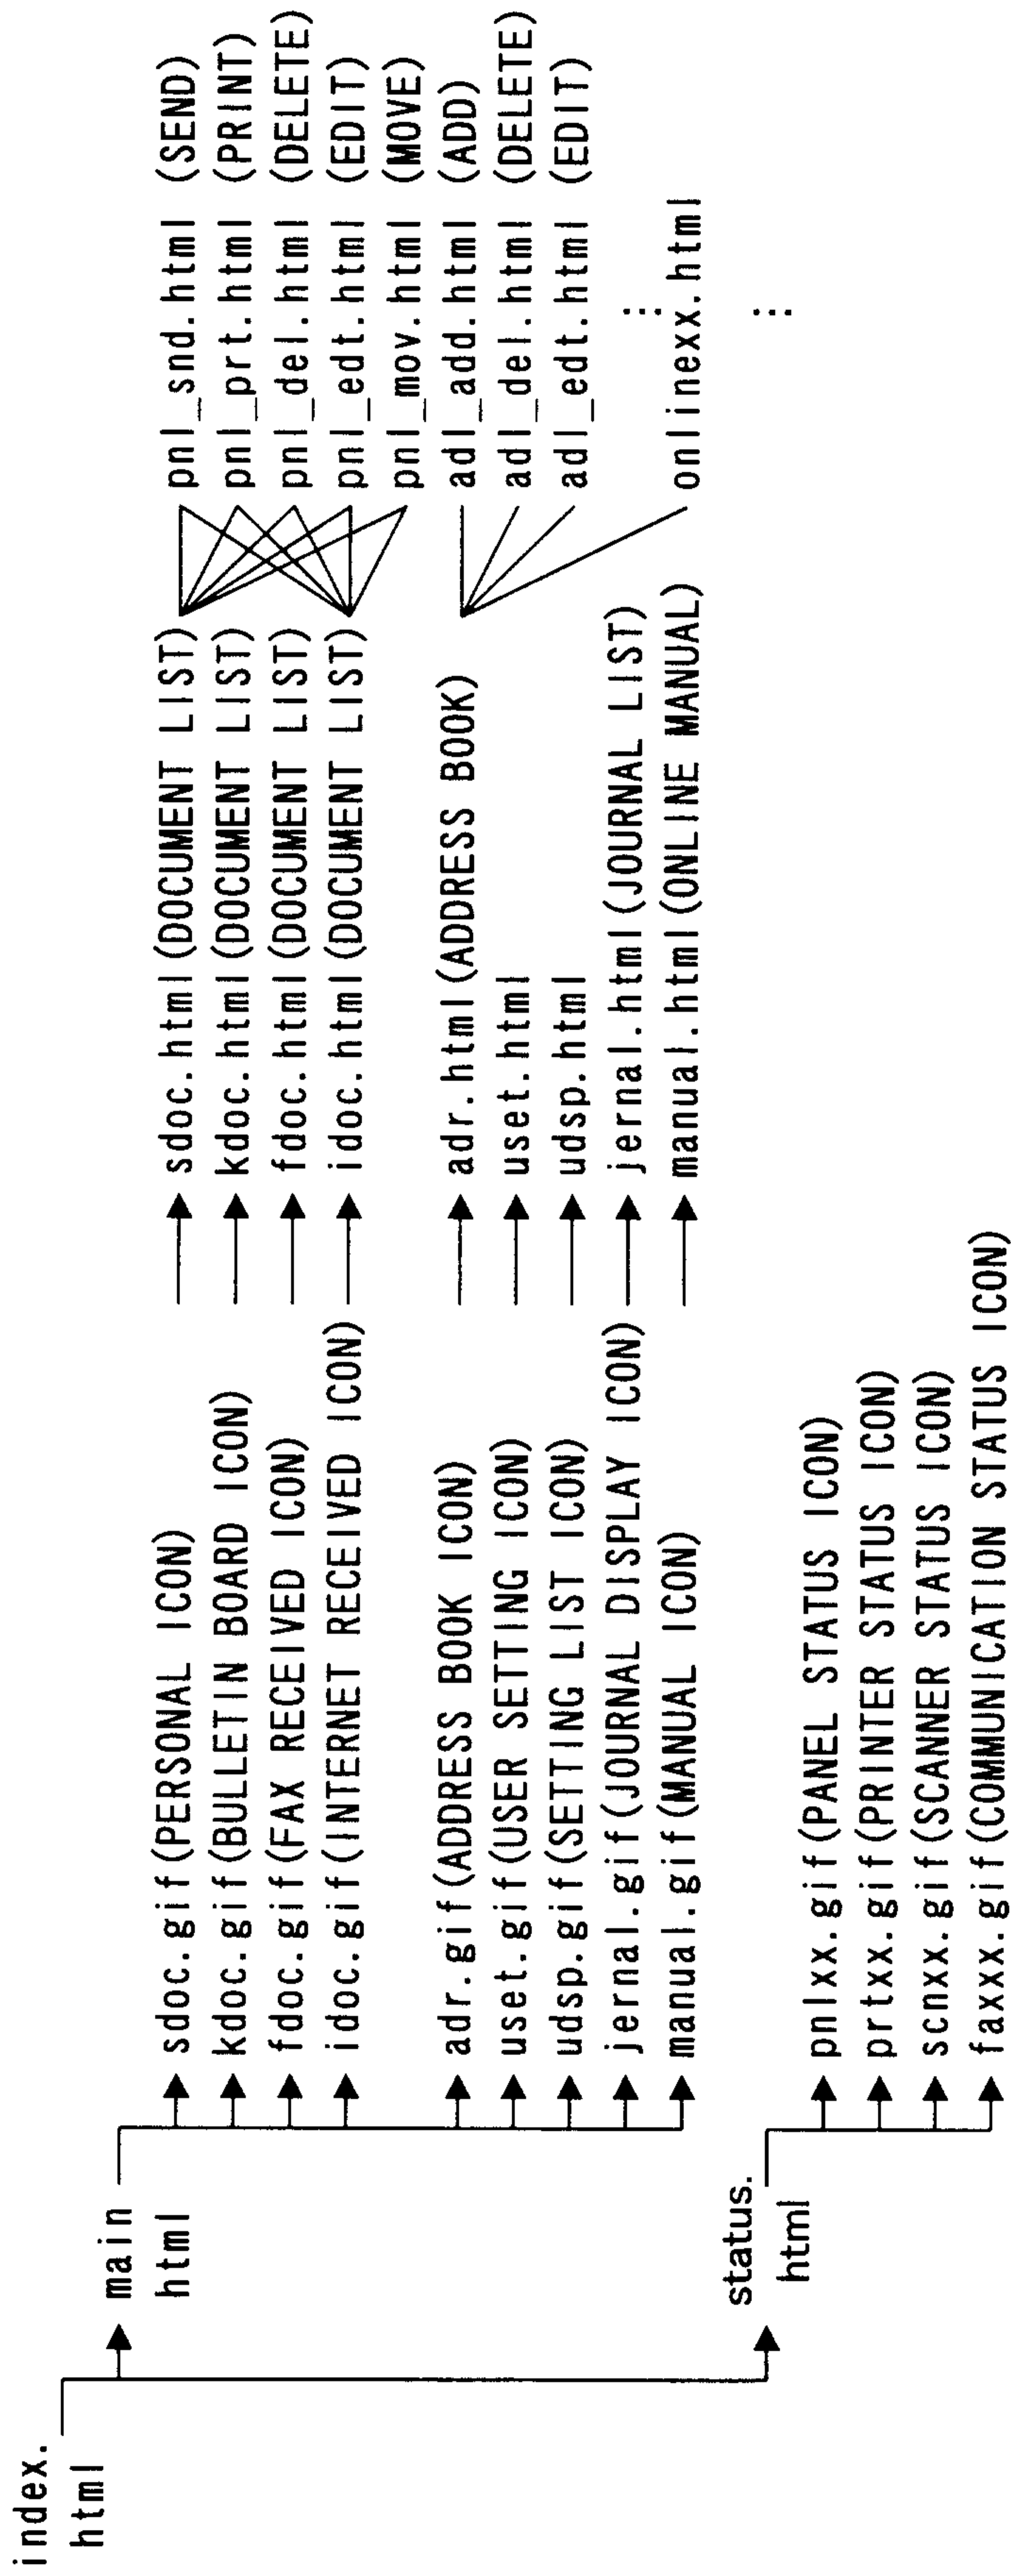 index.
html
main
html
sdoc.gif(PERSONAL ICON)
kdoc.gif(BULLETIN BOARD ICON)
fdoc.gif(FAX RECEIVED ICON)
idoc.gif(INTERNET RECEIVED ICON)
adr.gif(ADDRESS BOOK ICON)
uset.gif(USER SETTING ICON)
udsp.gif(SETTING LIST ICON)
jernal.gif(JOURNAL DISPLAY ICON)
manual.gif(MANUAL ICON)
status.
html
pnlxx.gif(PANEL STATUS ICON)
prtxx.gif(PRINTER STATUS ICON)
scnxx.gif(SCANNER STATUS ICON)
faxxx.gif(COMMUNICATION STATUS ICON)
sdoc.html(DOCUMENT LIST)
kdoc.html(DOCUMENT LIST)
fdoc.html(DOCUMENT LIST)
idoc.html(DOCUMENT LIST)
adr.html(ADDRESS BOOK)
uset.html
udsp.html
jernal.html(JOURNAL LIST)
manual.html(ONLINE MANUAL)
pnl_snd.html (SEND)
pnl_prt.html (PRINT)
pnl_del.html (DELETE)
pnl_edt.html (EDIT)
pnl_mov.html (MOVE)
adl_add.html (ADD)
adl_del.html (DELETE)
adl_edt.html (EDIT)
onlinexx.html